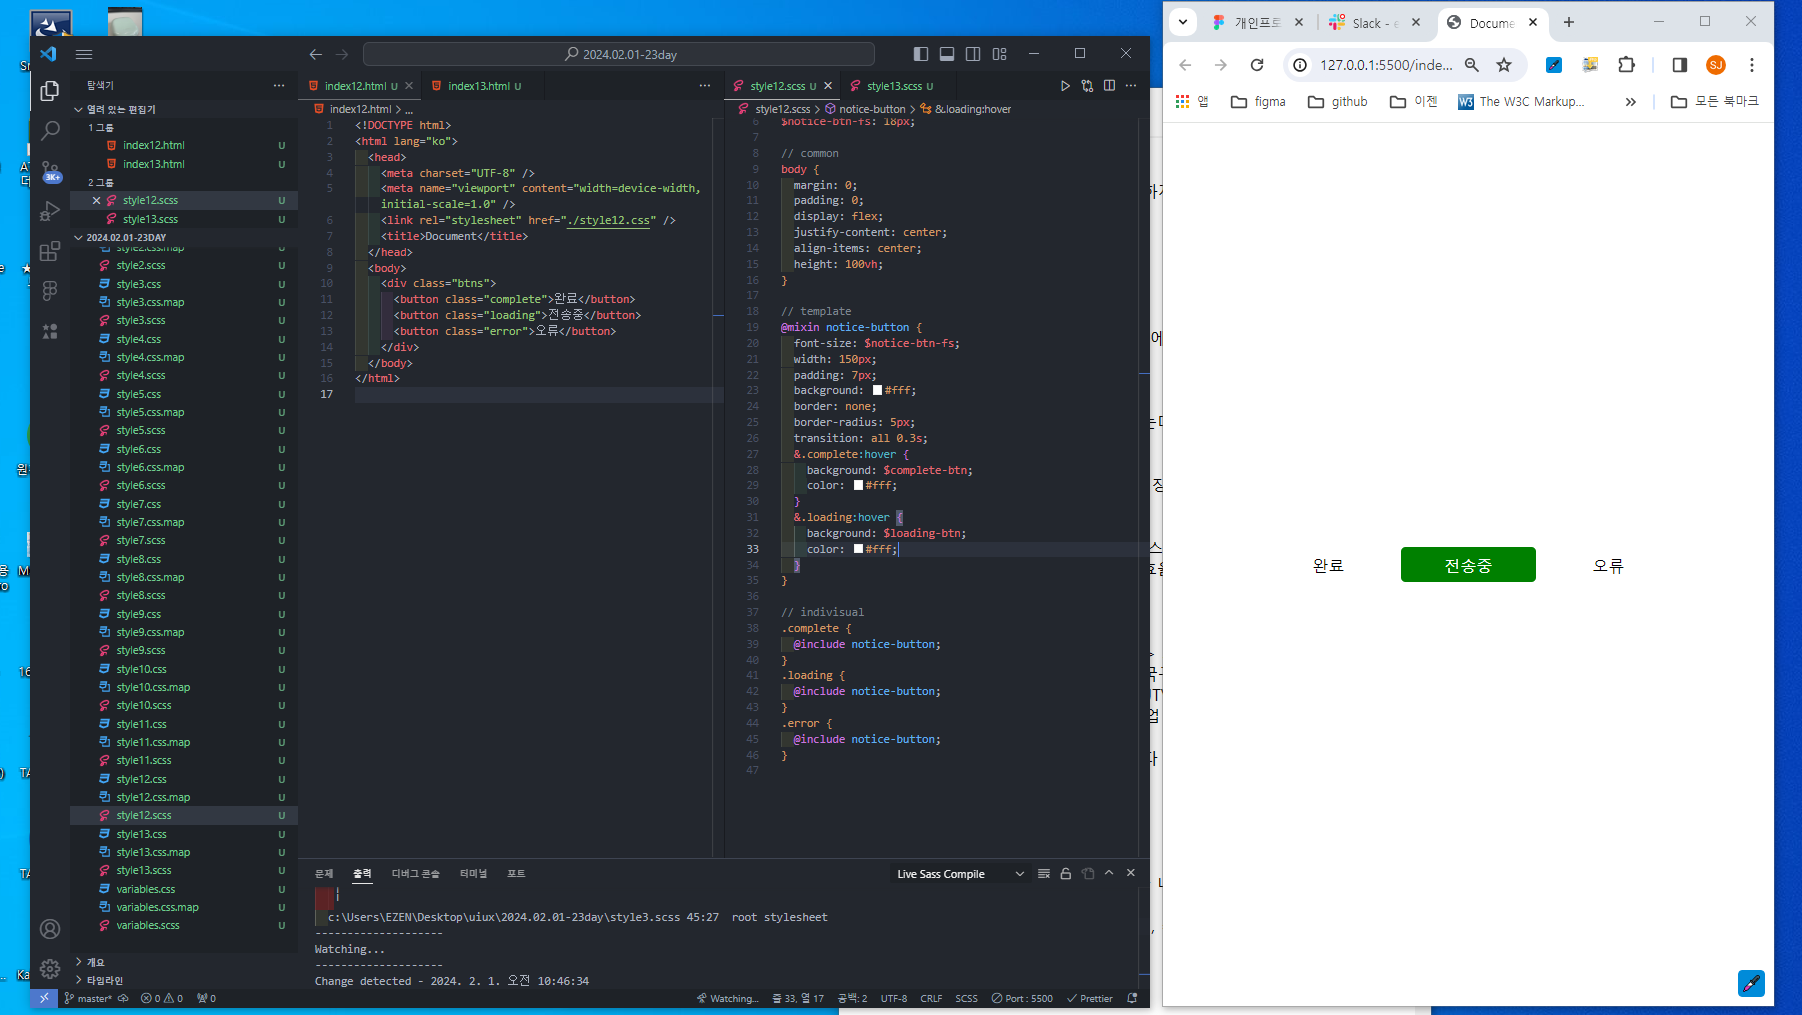 2024.02.01-23day
탐색기
열려 있는 편집기
1 그룹
index12.html U
index13.html U
2 그룹
style12.scss U
style13.scss U
2024.02.01-23DAY
style2.css.map U
style2.scss U
style3.css U
style3.css.map U
style3.scss U
style4.css U
style4.css.map U
style4.scss U
style5.css U
style5.css.map U
style5.scss U
style6.css U
style6.css.map U
style6.scss U
style7.css U
style7.css.map U
style7.scss U
style8.css U
style8.css.map U
style8.scss U
style9.css U
style9.css.map U
style9.scss U
style10.css U
style10.css.map U
style10.scss U
style11.css U
style11.css.map U
style11.scss U
style12.css U
style12.css.map U
style12.scss U
style13.css U
style13.css.map U
style13.scss U
variables.css U
variables.css.map U
variables.scss U
개요
타임라인
3K+
index12.html U
index13.html U
index12.html > ...
1 <!DOCTYPE html>
2 <html lang="ko">
3 <head>
4 <meta charset="UTF-8" />
5 <meta name="viewport" content="width=device-width,
initial-scale=1.0" />
6 <link rel="stylesheet" href="./style12.css" />
7 <title>Document</title>
8 </head>
9 <body>
10 <div class="btns">
11 <button class="complete">완료</button>
12 <button class="loading">전송중</button>
13 <button class="error">오류</button>
14 </div>
15 </body>
16 </html>
17
style12.scss U
style13.scss U
style12.scss > notice-button > &.loading:hover
6 $notice-btn-fs: 18px;
7
8 // common
9 body {
10 margin: 0;
11 padding: 0;
12 display: flex;
13 justify-content: center;
14 align-items: center;
15 height: 100vh;
16 }
17
18 // template
19 @mixin notice-button {
20 font-size: $notice-btn-fs;
21 width: 150px;
22 padding: 7px;
23 background: #fff;
24 border: none;
25 border-radius: 5px;
26 transition: all 0.3s;
27 &.complete:hover {
28 background: $complete-btn;
29 color: #fff;
30 }
31 &.loading:hover {
32 background: $loading-btn;
33 color: #fff;
34 }
35 }
36
37 // indivisual
38 .complete {
39 @include notice-button;
40 }
41 .loading {
42 @include notice-button;
43 }
44 .error {
45 @include notice-button;
46 }
47
문제 출력 디버그 콘솔 터미널 포트
Live Sass Compile
c:\Users\EZEN\Desktop\uiux\2024.02.01-23day\style3.scss 45:27 root stylesheet
--------------------
Watching...
--------------------
Change detected - 2024. 2. 1. 오전 10:46:34
master* 0 0 0
Watching... 줄 33, 열 17 공백: 2 UTF-8 CRLF SCSS Port : 5500 Prettier
개인프로 Slack - Docume
127.0.0.1:5500/inde...
SJ
앱 figma github 이젠 The W3C Markup... » 모든 북마크
완료 전송중 오류